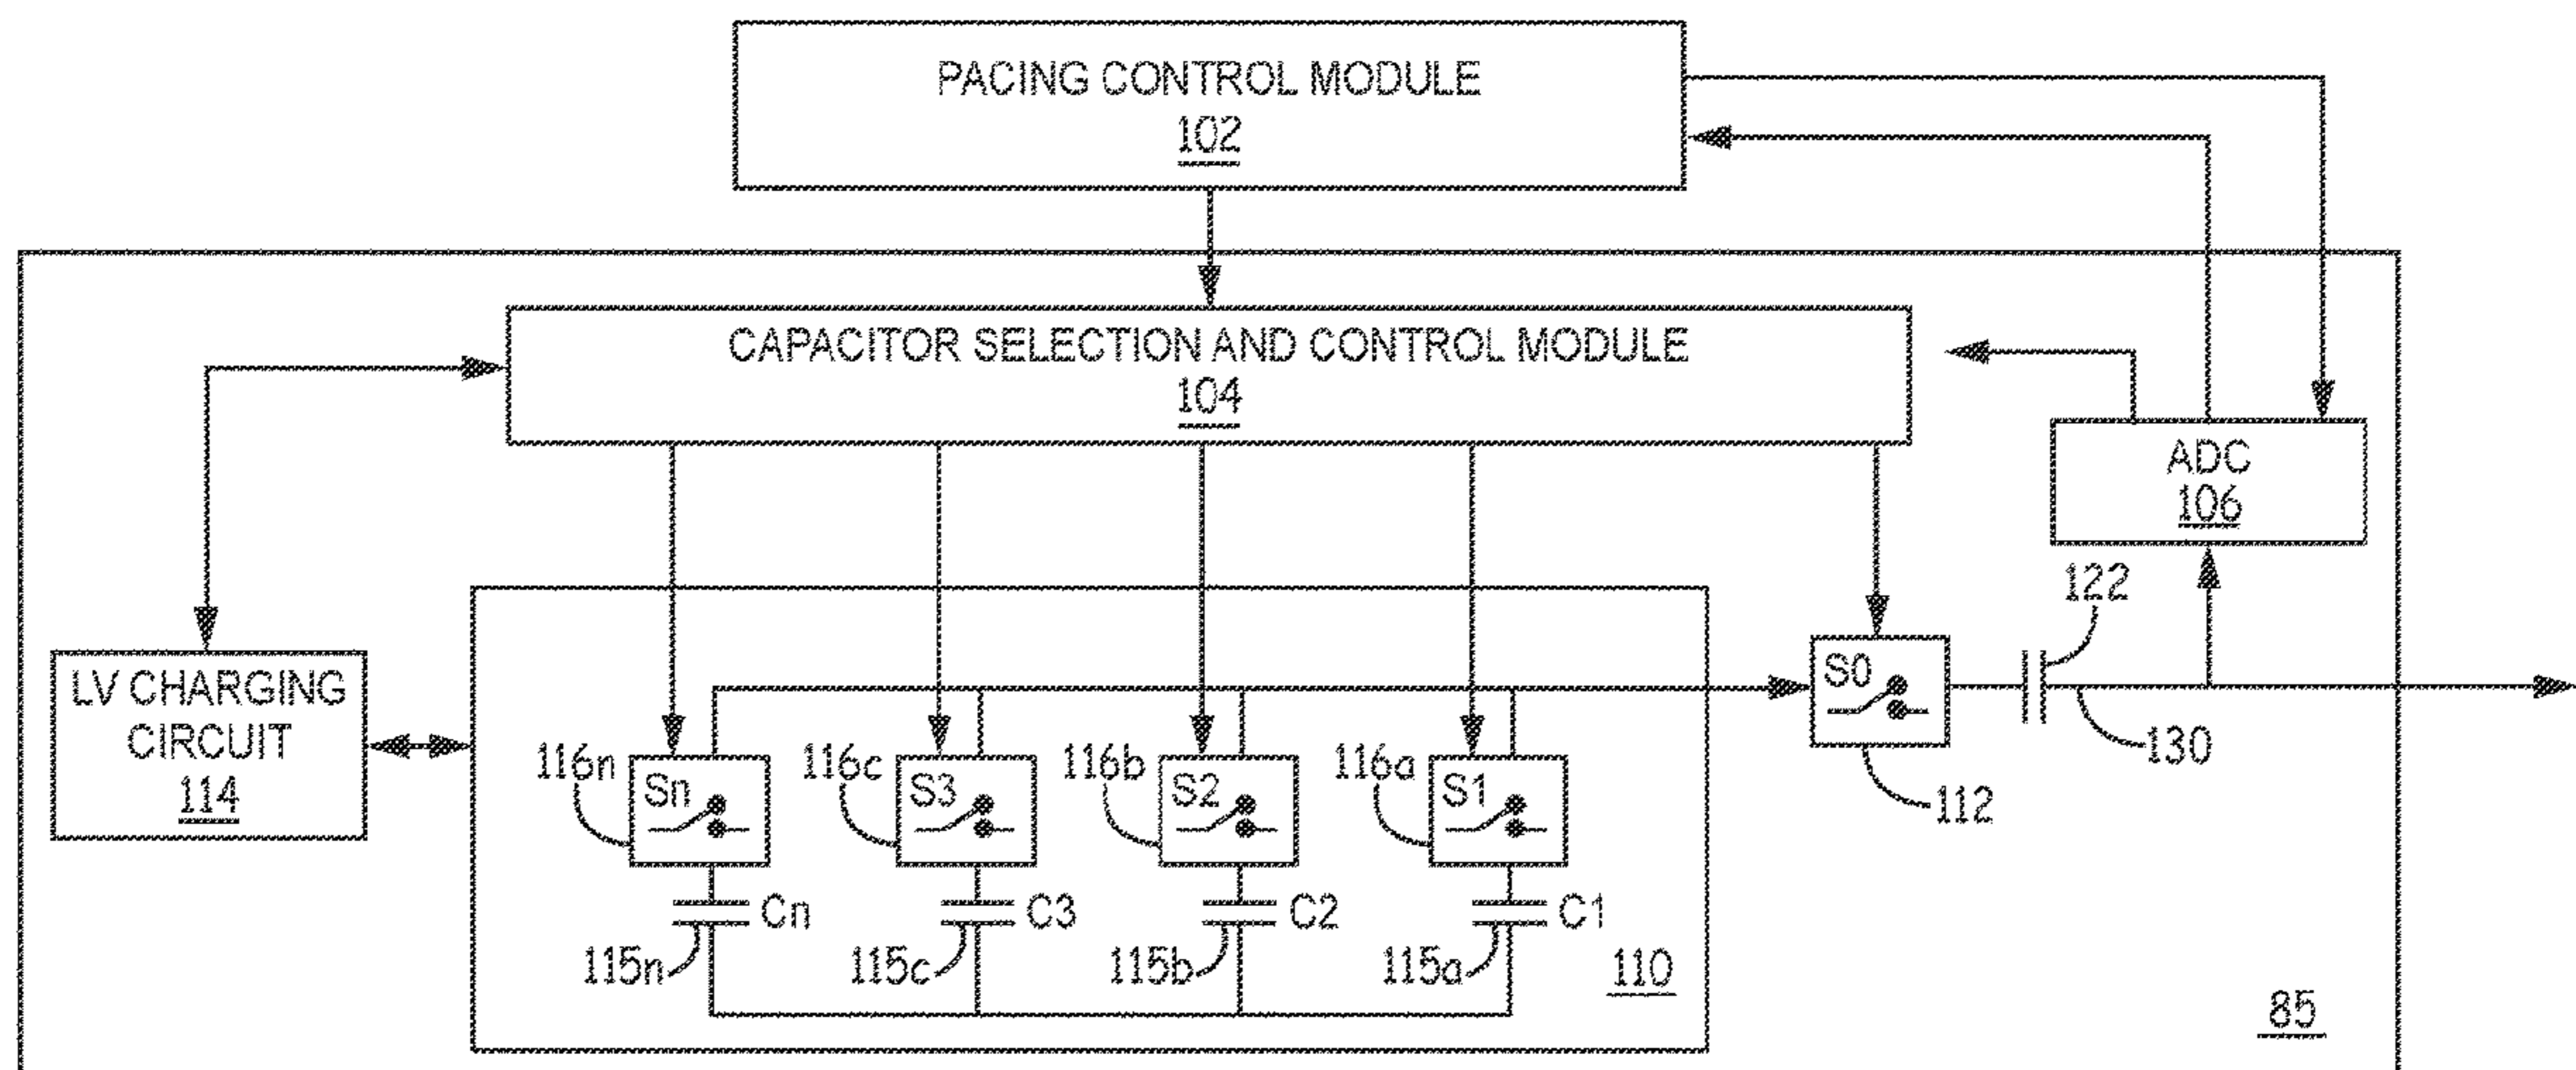 PACING CONTROL MODULE
102
CAPACITOR SELECTION AND CONTROL MODULE
104
ADC
106
122
S0
LV CHARGING
CIRCUIT
114
116n
Sn
116c
S3
116b
S2
116a
S1
130
112
Cn
C3
C2
C1
115n
115c
115b
115a
110
85